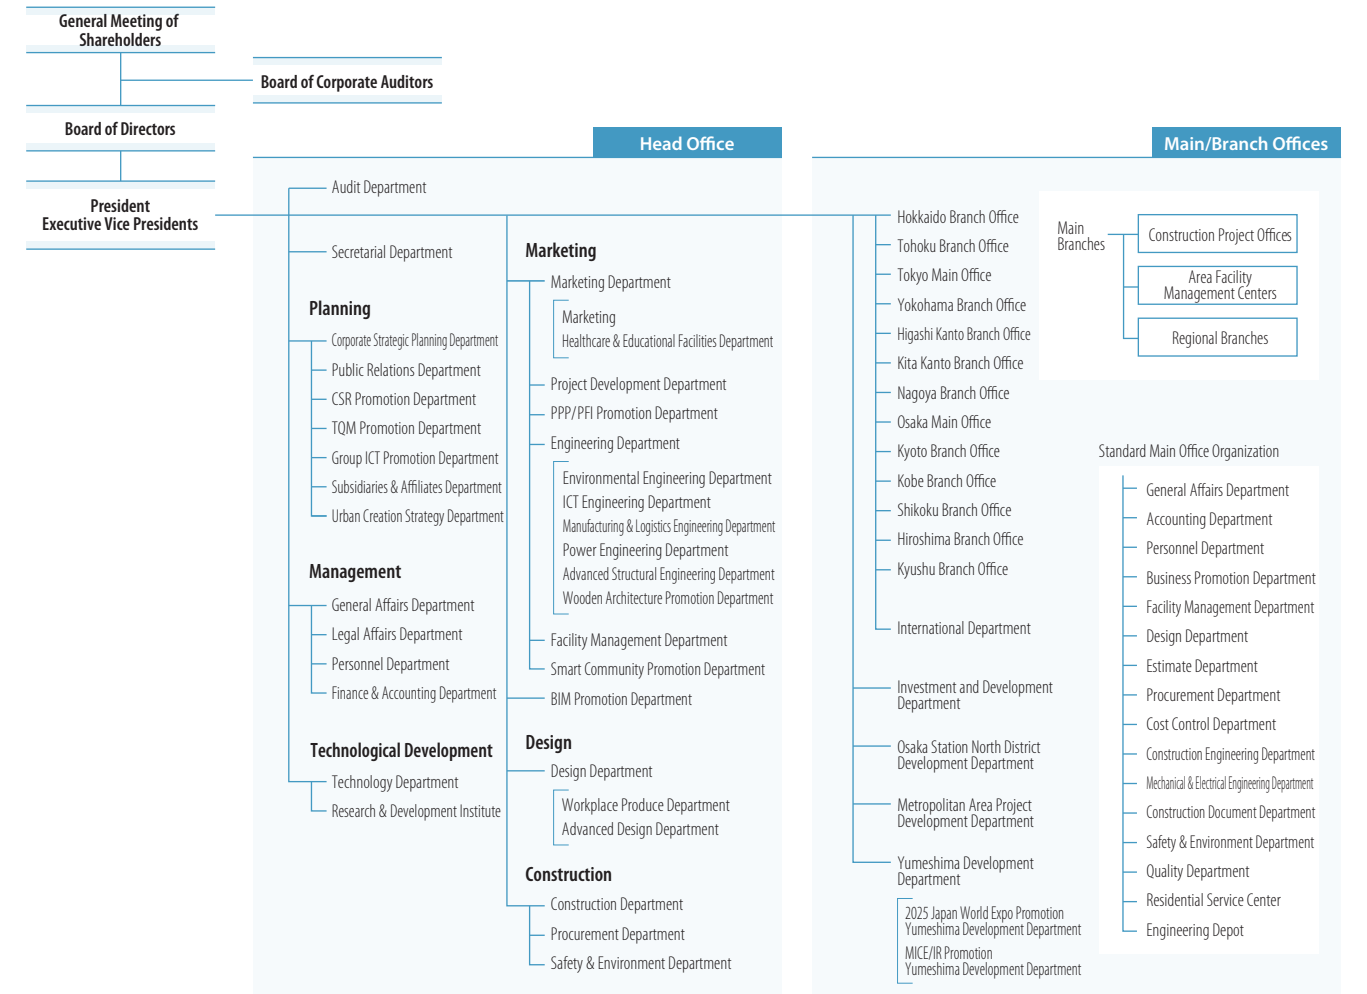 General Meeting of
Shareholders
Board of Corporate Auditors
Board of Directors
President
Executive Vice Presidents
Head Office
Audit Department
Secretarial Department
Planning
Corporate Strategic Planning Department
Public Relations Department
CSR Promotion Department
TQM Promotion Department
Group ICT Promotion Department
Subsidiaries & Affiliates Department
Urban Creation Strategy Department
Management
General Affairs Department
Legal Affairs Department
Personnel Department
Finance & Accounting Department
Technological Development
Technology Department
Research & Development Institute
Marketing
Marketing Department
Marketing
Healthcare & Educational Facilities Department
Project Development Department
PPP/PFI Promotion Department
Engineering Department
Environmental Engineering Department
ICT Engineering Department
Manufacturing & Logistics Engineering Department
Power Engineering Department
Advanced Structural Engineering Department
Wooden Architecture Promotion Department
Facility Management Department
Smart Community Promotion Department
BIM Promotion Department
Design
Design Department
Workplace Produce Department
Advanced Design Department
Construction
Construction Department
Procurement Department
Safety & Environment Department
Main/Branch Offices
Hokkaido Branch Office
Tohoku Branch Office
Tokyo Main Office
Yokohama Branch Office
Higashi Kanto Branch Office
Kita Kanto Branch Office
Nagoya Branch Office
Osaka Main Office
Kyoto Branch Office
Kobe Branch Office
Shikoku Branch Office
Hiroshima Branch Office
Kyushu Branch Office
International Department
Investment and Development
Department
Osaka Station North District
Development Department
Metropolitan Area Project
Development Department
Yumeshima Development
Department
2025 Japan World Expo Promotion
Yumeshima Development Department
MICE/IR Promotion
Yumeshima Development Department
Main
Branches
Construction Project Offices
Area Facility
Management Centers
Regional Branches
Standard Main Office Organization
General Affairs Department
Accounting Department
Personnel Department
Business Promotion Department
Facility Management Department
Design Department
Estimate Department
Procurement Department
Cost Control Department
Construction Engineering Department
Mechanical & Electrical Engineering Department
Construction Document Department
Safety & Environment Department
Quality Department
Residential Service Center
Engineering Depot